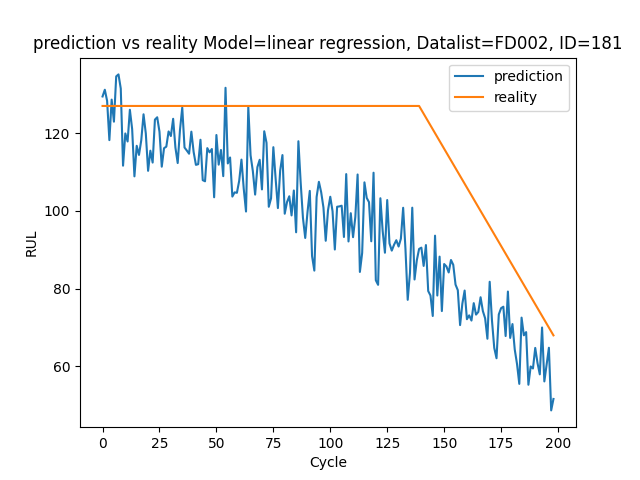 prediction vs reality Model=linear regression, Datalist=FD002, ID=181
prediction
reality
RUL
120
100
80
60
0 25 50 75 100 125 150 175 200
Cycle